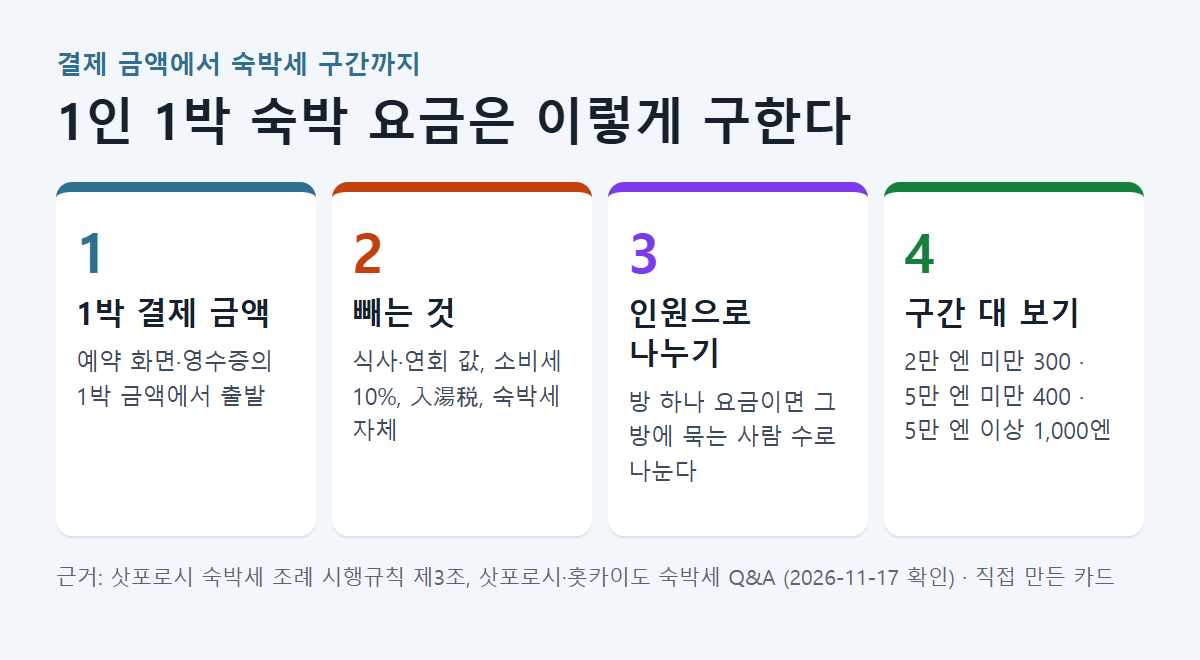 결제 금액에서 숙박세 구간까지
1인 1박 숙박 요금은 이렇게 구한다
1
1박 결제 금액
예약 화면·영수증의
1박 금액에서 출발
2
빼는 것
식사·연회 값, 소비세
10%, 入湯税, 숙박세
자체
3
인원으로
나누기
방 하나 요금이면 그
방에 묵는 사람 수로
나눈다
4
구간 대 보기
2만 엔 미만 300 ·
5만 엔 미만 400 ·
5만 엔 이상 1,000엔
근거: 삿포로시 숙박세 조례 시행규칙 제3조, 삿포로시·홋카이도 숙박세 Q&A (2026-11-17 확인) · 직접 만든 카드